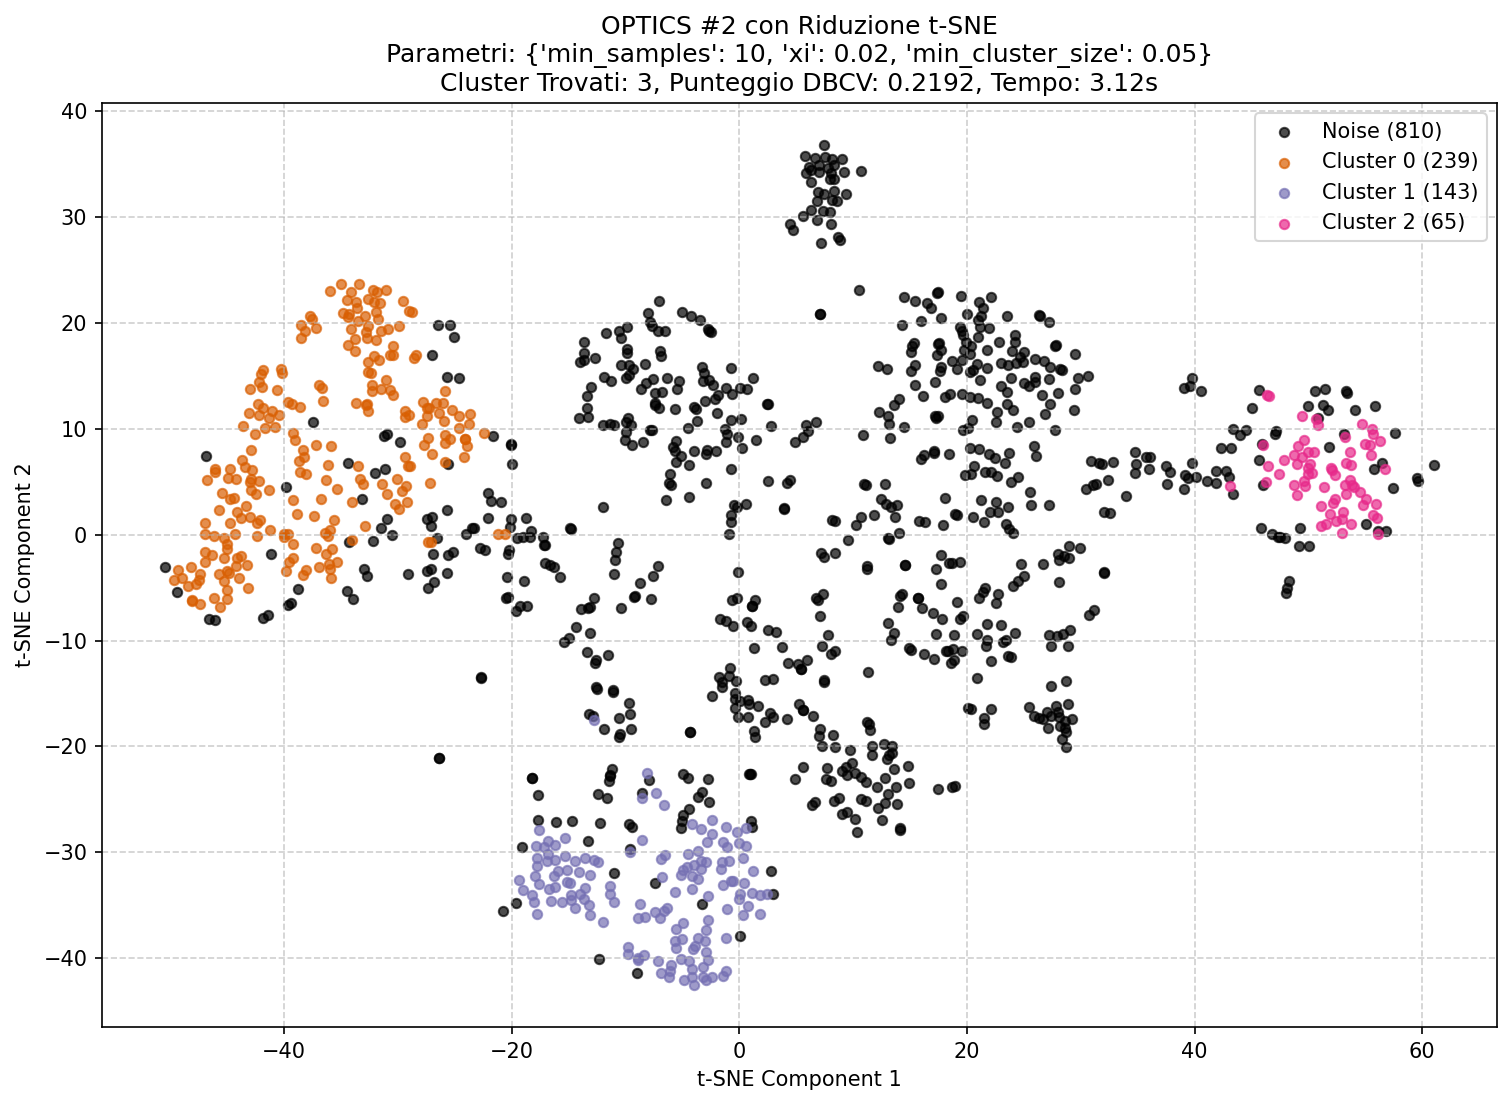 OPTICS #2 con Riduzione t-SNE
Parametri: {'min_samples': 10, 'xi': 0.02, 'min_cluster_size': 0.05}
Cluster Trovati: 3, Punteggio DBCV: 0.2192, Tempo: 3.12s
Noise (810)
Cluster 0 (239)
Cluster 1 (143)
Cluster 2 (65)
40
30
20
10
0
−10
−20
−30
−40
t-SNE Component 2
−40
−20
0
20
40
60
t-SNE Component 1